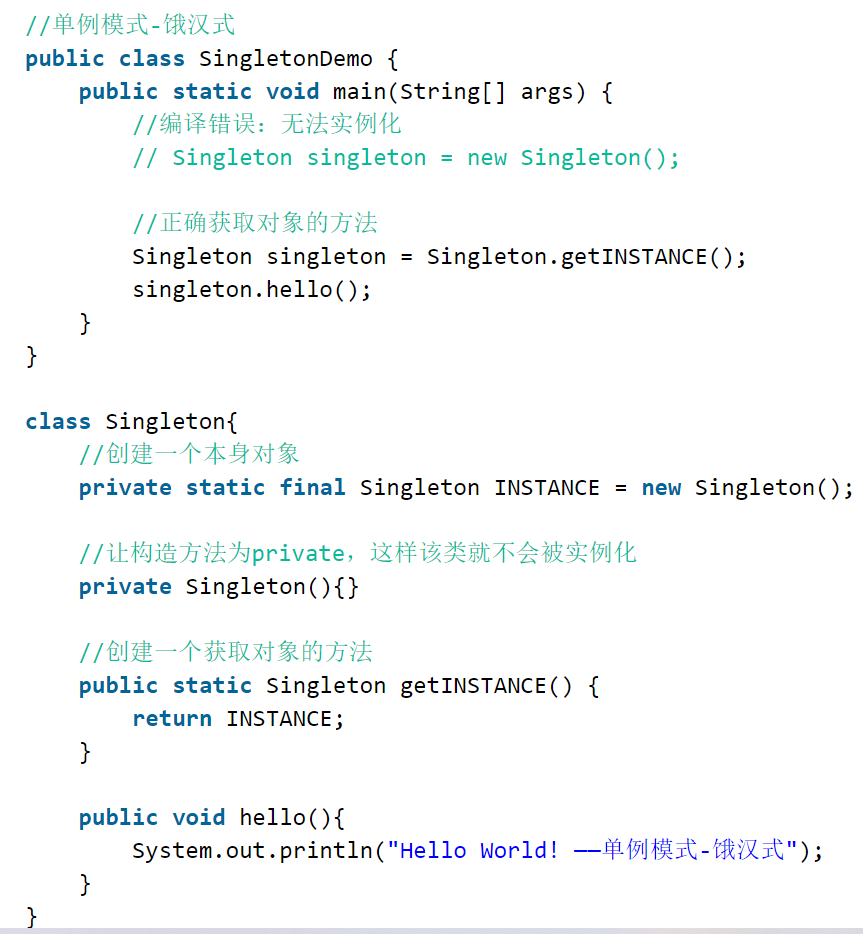 //单例模式-饿汉式
public class SingletonDemo {
    public static void main(String[] args) {
        //编译错误：无法实例化
        // Singleton singleton = new Singleton();

        //正确获取对象的方法
        Singleton singleton = Singleton.getINSTANCE();
        singleton.hello();
    }
}

class Singleton{
    //创建一个本身对象
    private static final Singleton INSTANCE = new Singleton();

    //让构造方法为private，这样该类就不会被实例化
    private Singleton(){}

    //创建一个获取对象的方法
    public static Singleton getINSTANCE() {
        return INSTANCE;
    }

    public void hello(){
        System.out.println("Hello World! ——单例模式-饿汉式");
    }
}